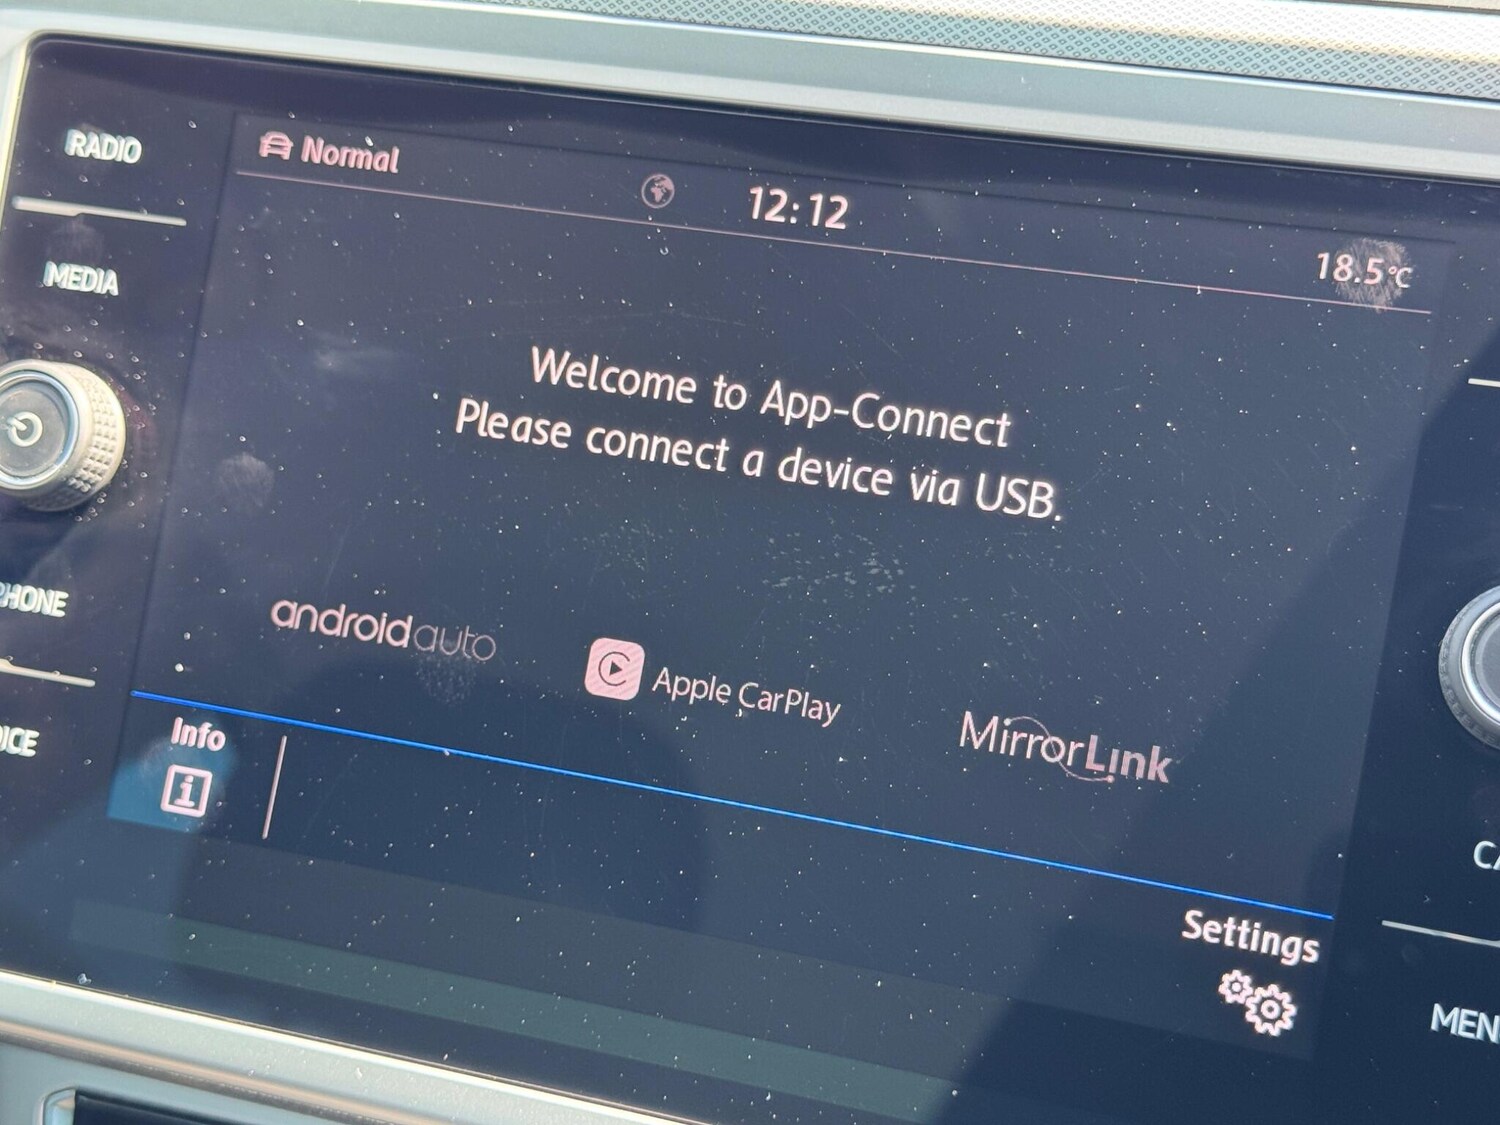 RADIO
Normal
12:12
18.5°C
MEDIA
Welcome to App-Connect
Please connect a device via USB.
PHONE
androidauto
Apple CarPlay
MirrorLink
Info
Settings